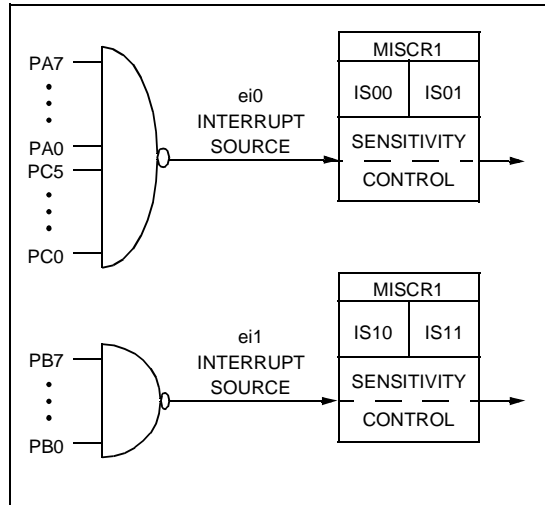 PA7
PA0
PC5
PC0
ei0
INTERRUPT
SOURCE
MISCR1
IS00 IS01
SENSITIVITY
CONTROL
PB7
PB0
ei1
INTERRUPT
SOURCE
MISCR1
IS10 IS11
SENSITIVITY
CONTROL